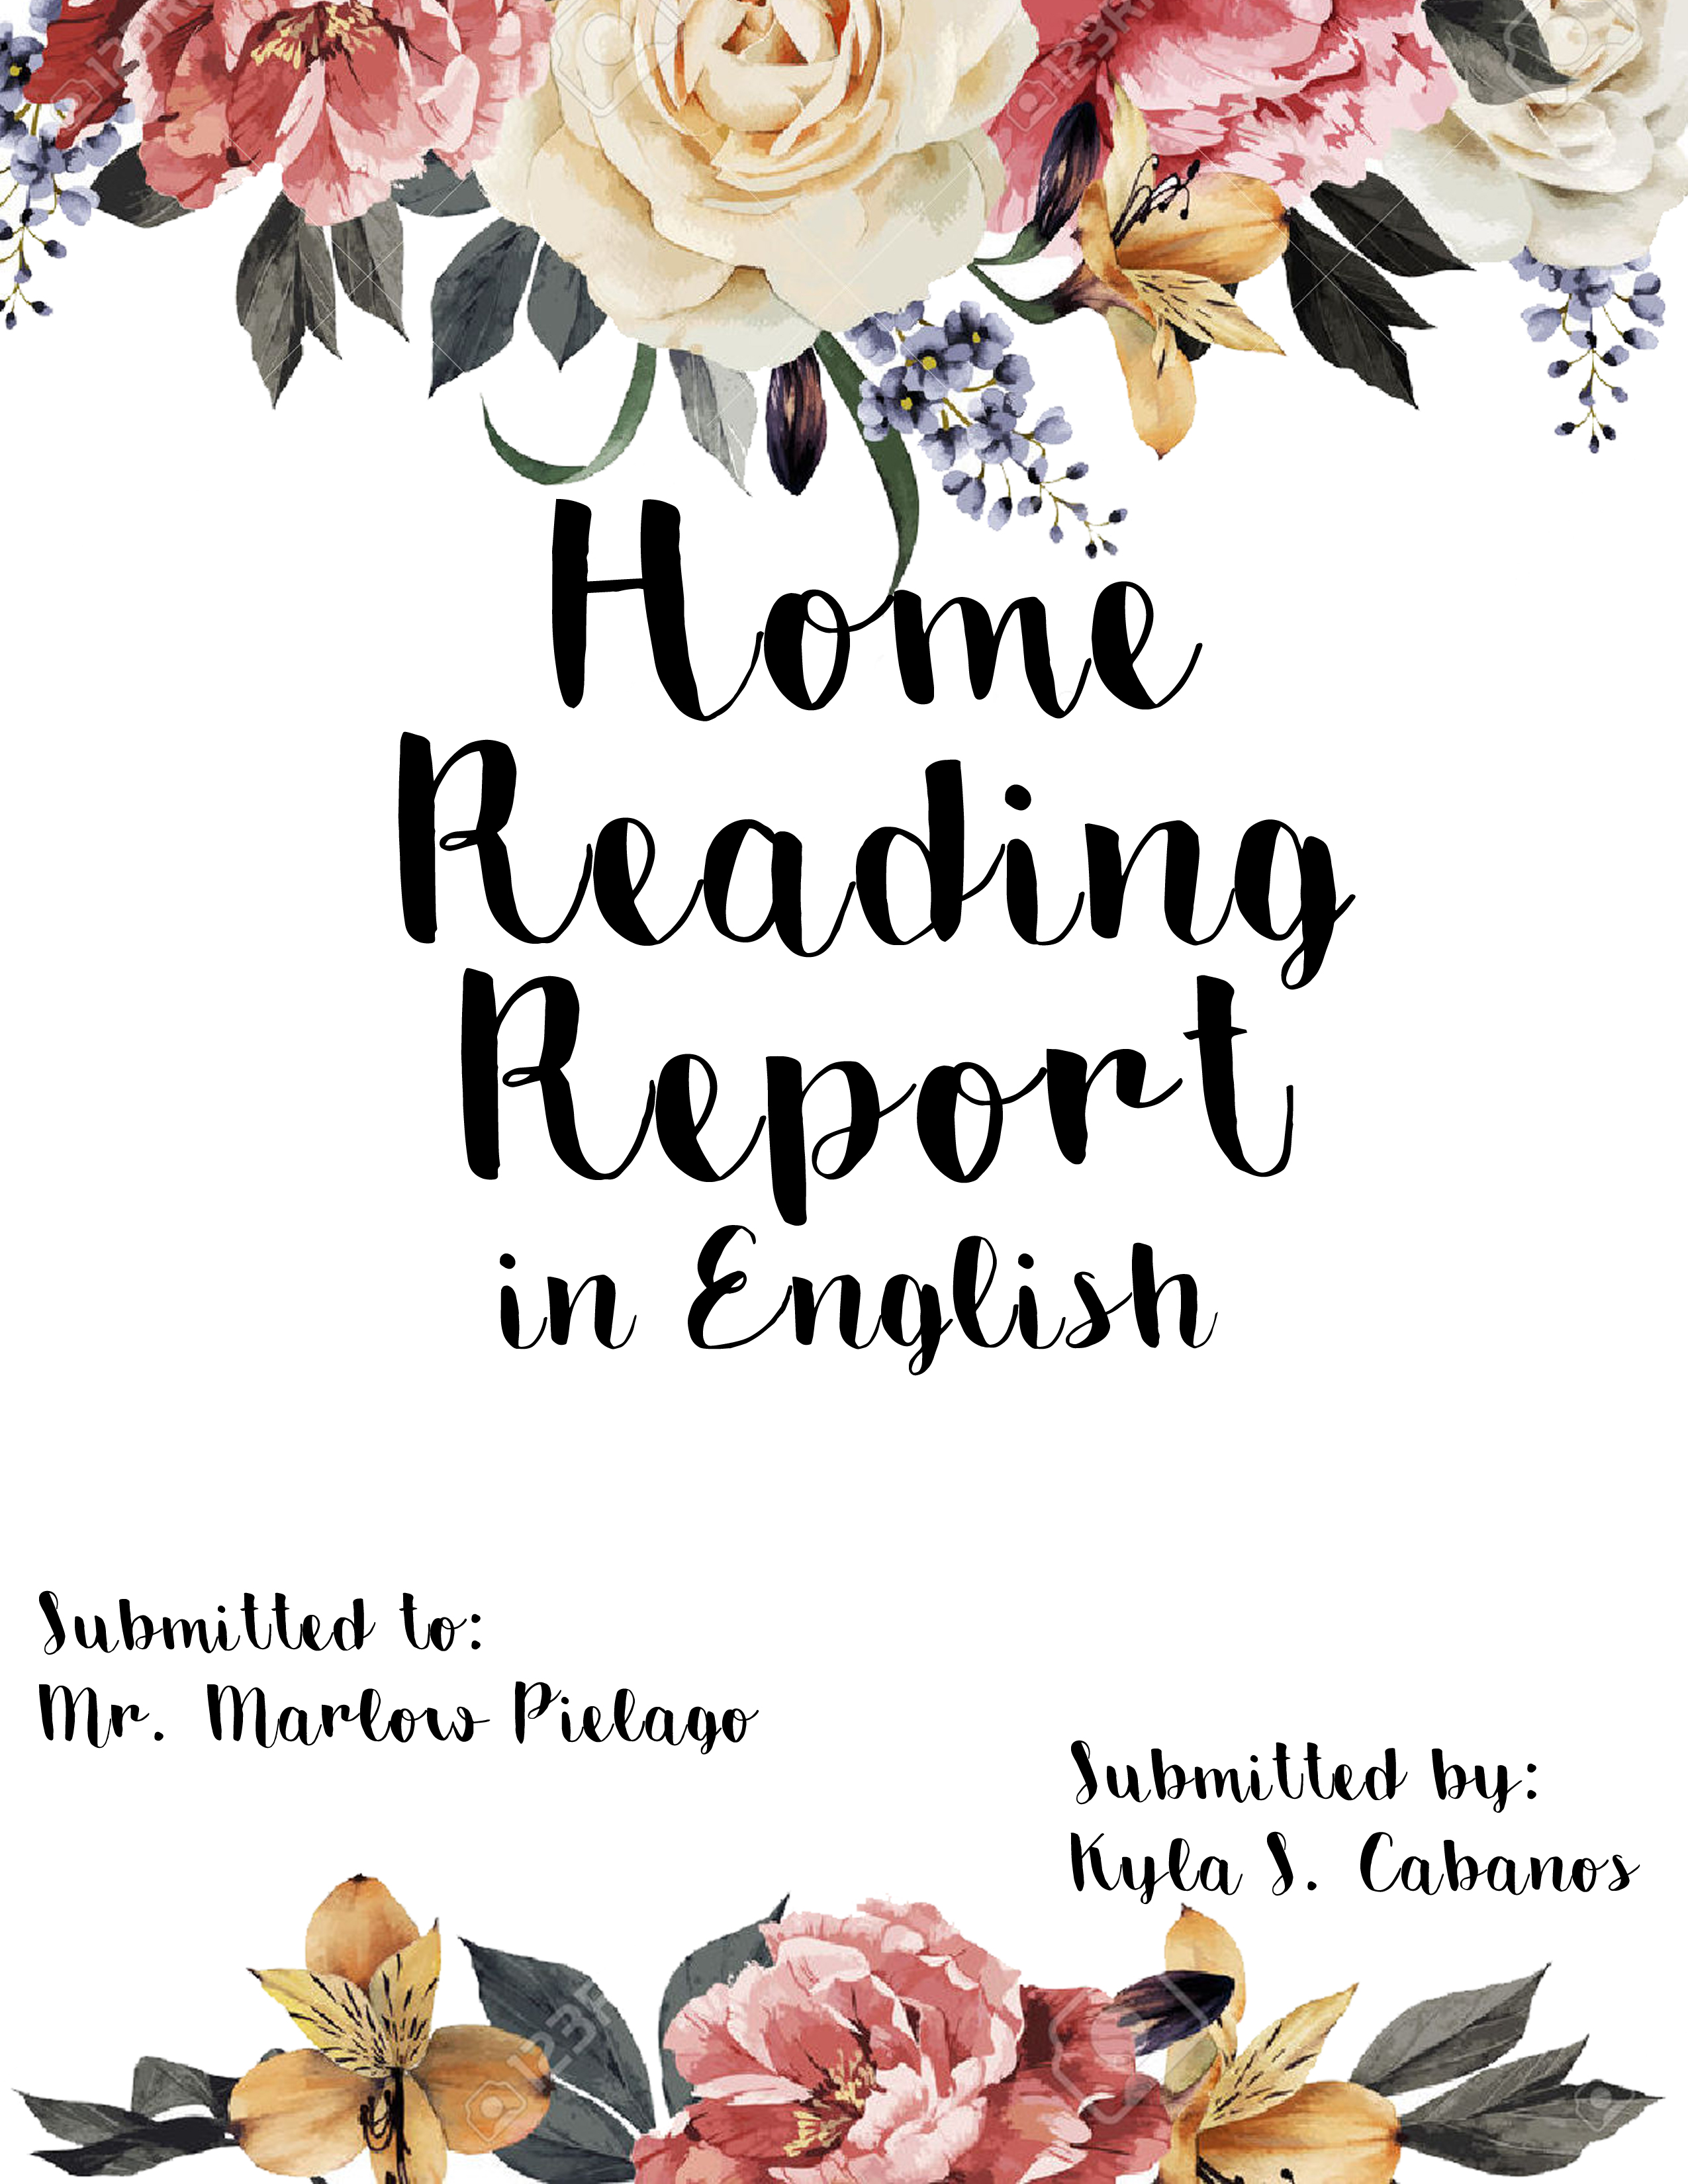 Home
Reading
Report
in English
Submitted to:
Mr. Marlow Pielago
Submitted by:
Kyla S. Cabanos